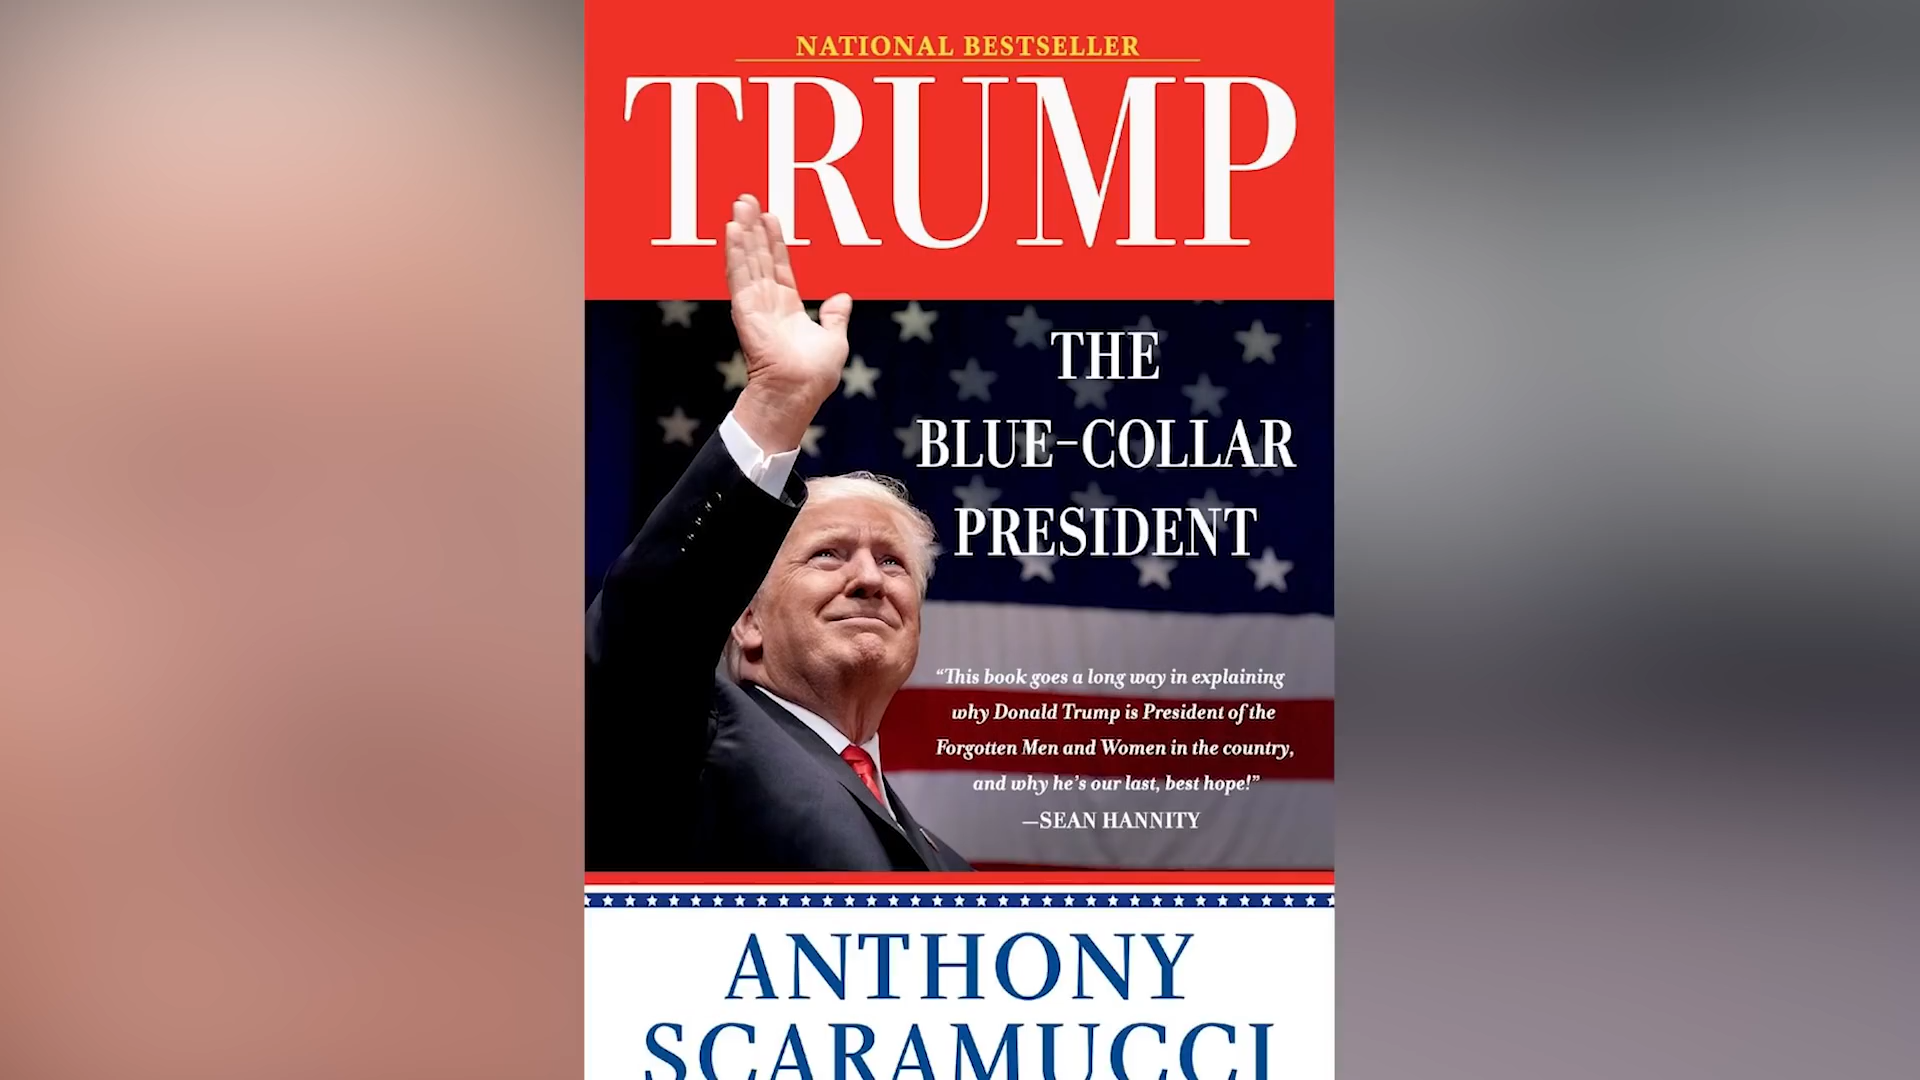 NATIONAL BESTSELLER
TRUMP
THE
BLUE-COLLAR
PRESIDENT
“This book goes a long way in explaining
why Donald Trump is President of the
Forgotten Men and Women in the country,
and why he’s our last, best hope!”
—SEAN HANNITY
ANTHONY
SCARAMUCCI